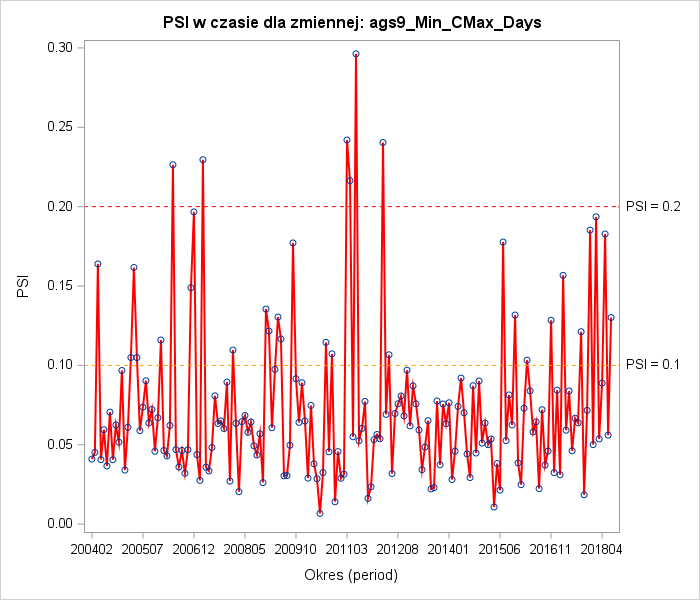 PSI w czasie dla zmiennej: ags9_Min_CMax_Days
0.30
0.25
0.20
0.15
0.10
0.05
0.00
PSI
PSI = 0.2
PSI = 0.1
200402 200507 200612 200805 200910 201103 201208 201401 201506 201611 201804
Okres (period)